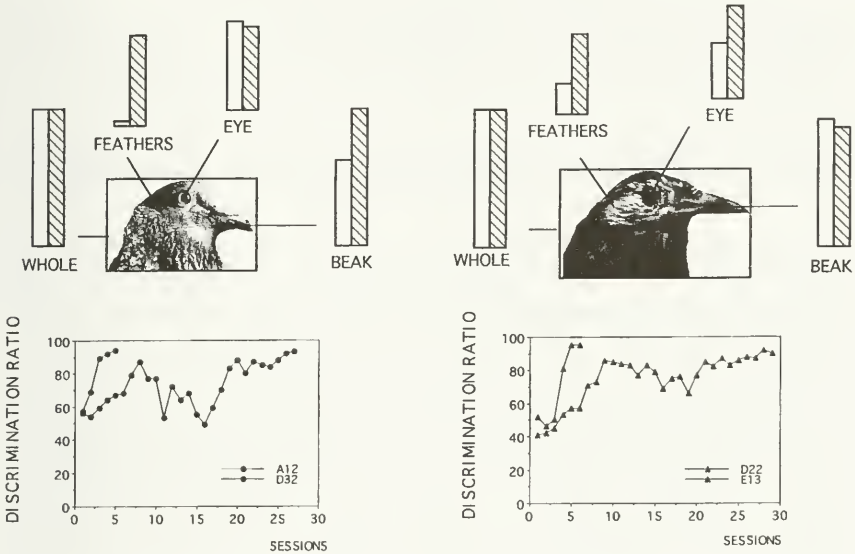 FEATHERS
EYE
WHOLE
BEAK
FEATHERS
EYE
WHOLE
BEAK
DISCRIMINATION RATIO
100
80
60
40
20
0
A12
D32
0 5 10 15 20 25 30
SESSIONS
DISCRIMINATION RATIO
100
80
60
40
20
0
D22
E13
0 5 10 15 20 25 30
SESSIONS